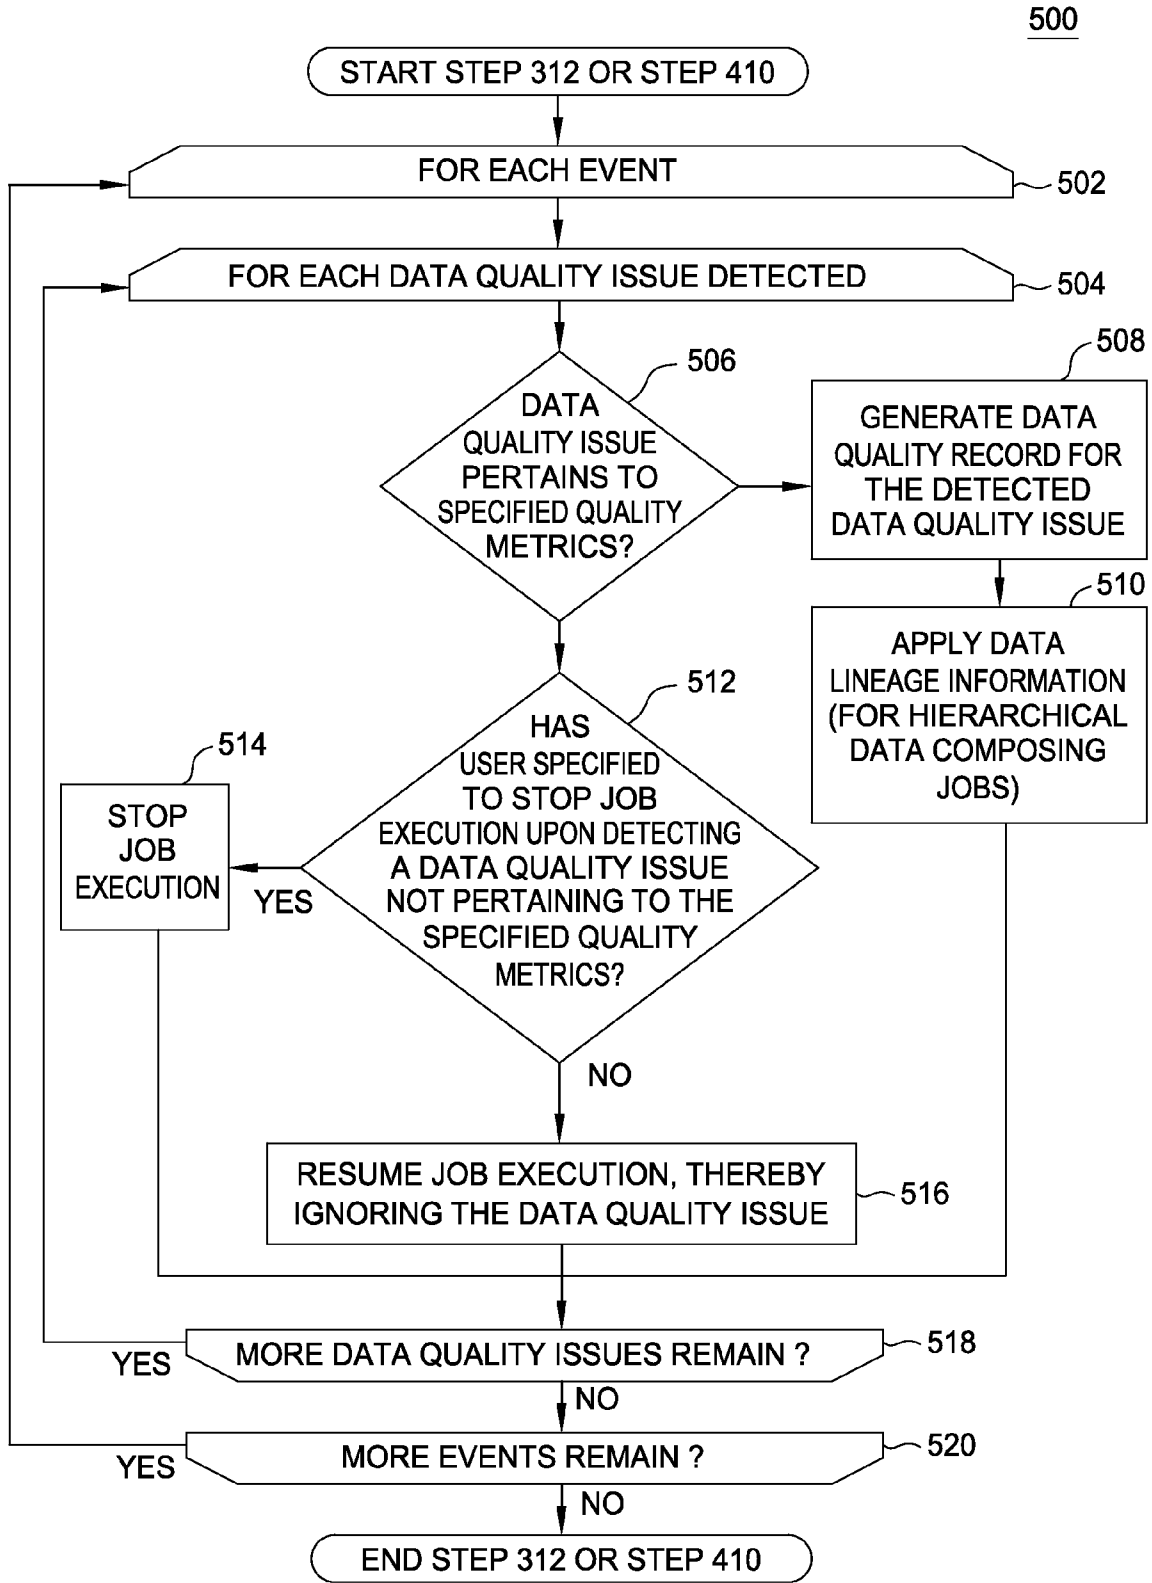 500
START STEP 312 OR STEP 410
FOR EACH EVENT
502
FOR EACH DATA QUALITY ISSUE DETECTED
504
506
DATA
QUALITY ISSUE
PERTAINS TO
SPECIFIED QUALITY
METRICS?
508
GENERATE DATA
QUALITY RECORD FOR
THE DETECTED
DATA QUALITY ISSUE
510
APPLY DATA
LINEAGE INFORMATION
(FOR HIERARCHICAL
DATA COMPOSING
JOBS)
512
HAS
USER SPECIFIED
TO STOP JOB
EXECUTION UPON DETECTING
A DATA QUALITY ISSUE
NOT PERTAINING TO THE
SPECIFIED QUALITY
METRICS?
514
STOP
JOB
EXECUTION
YES
NO
RESUME JOB EXECUTION, THEREBY
IGNORING THE DATA QUALITY ISSUE
516
MORE DATA QUALITY ISSUES REMAIN ?
518
YES
NO
MORE EVENTS REMAIN ?
520
YES
NO
END STEP 312 OR STEP 410